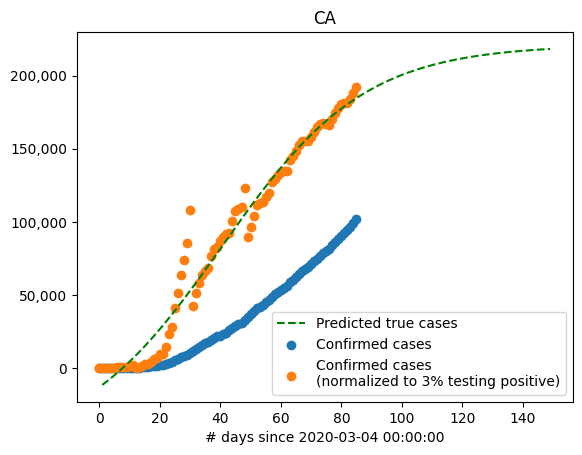 CA
200,000
150,000
100,000
50,000
0
0 20 40 60 80 100 120 140
# days since 2020-03-04 00:00:00
Predicted true cases
Confirmed cases
Confirmed cases
(normalized to 3% testing positive)